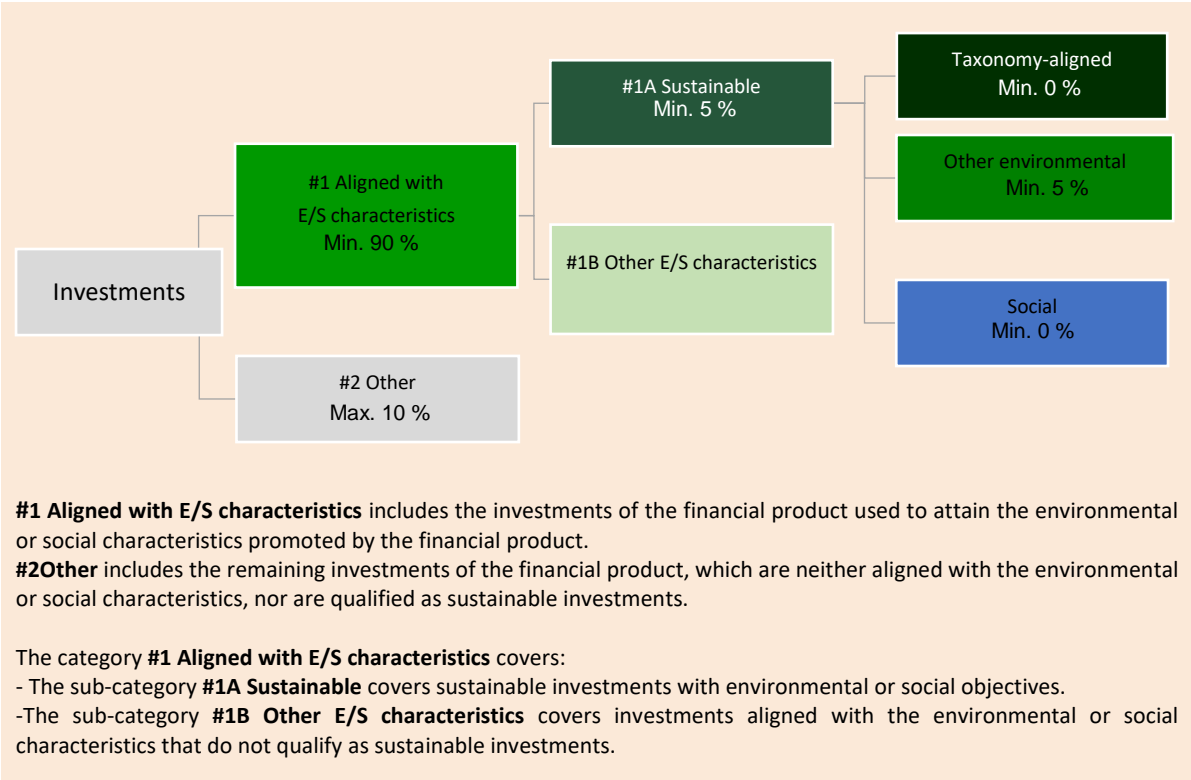 Investments
#1 Aligned with
E/S characteristics
Min. 90 %
#2 Other
Max. 10 %
#1A Sustainable
Min. 5 %
#1B Other E/S characteristics
Taxonomy-aligned
Min. 0 %
Other environmental
Min. 5 %
Social
Min. 0 %
#1 Aligned with E/S characteristics includes the investments of the financial product used to attain the environmental
or social characteristics promoted by the financial product.
#2Other includes the remaining investments of the financial product, which are neither aligned with the environmental
or social characteristics, nor are qualified as sustainable investments.
The category #1 Aligned with E/S characteristics covers:
- The sub-category #1A Sustainable covers sustainable investments with environmental or social objectives.
-The sub-category #1B Other E/S characteristics covers investments aligned with the environmental or social
characteristics that do not qualify as sustainable investments.